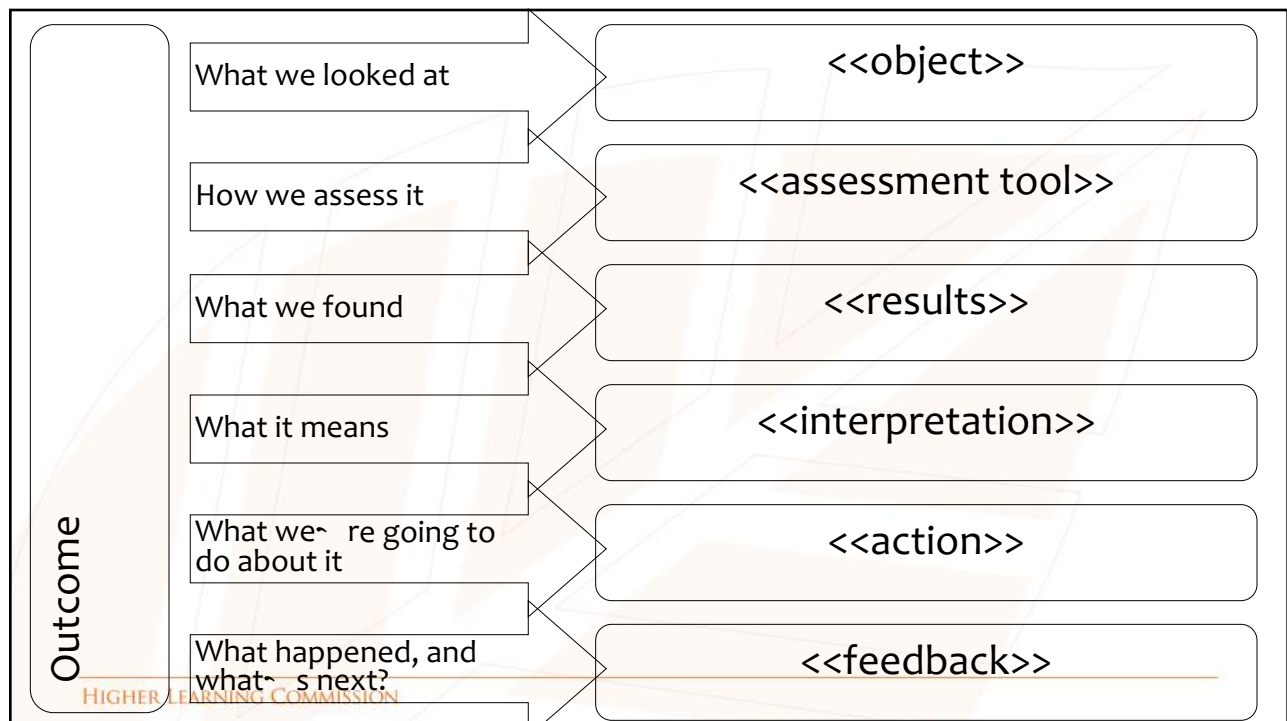 Outcome
What we looked at
<<object>>
How we assess it
<<assessment tool>>
What we found
<<results>>
What it means
<<interpretation>>
What we׳ re going to
do about it
<<action>>
What happened, and
what׳ s next?
<<feedback>>
HIGHER LEARNING COMMISSION